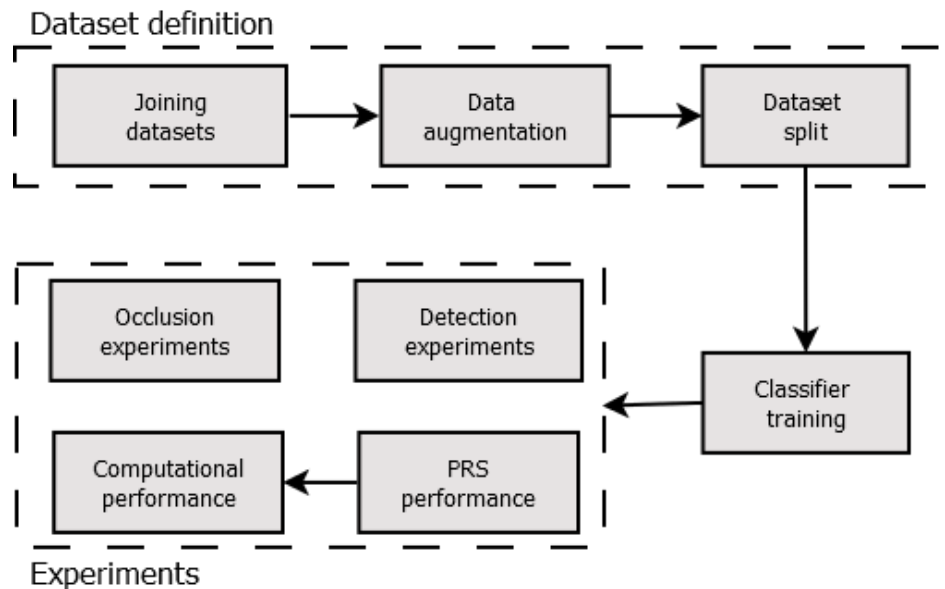 Dataset definition
Joining
datasets
Data
augmentation
Dataset
split
Occlusion
experiments
Detection
experiments
Classifier
training
Computational
performance
PRS
performance
Experiments